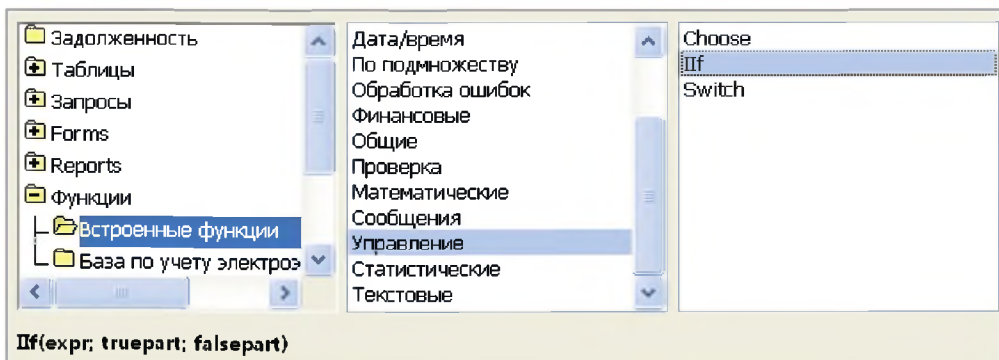 Задолженность
Таблицы
Запросы
Forms
Reports
Функции
Встроенные функции
База по учету электроэ
Дата/время
По подмножеству
Обработка ошибок
Финансовые
Общие
Проверка
Математические
Сообщения
Управление
Статистические
Текстовые
Choose
IIf
Switch
IIf(expr; truepart; falsepart)